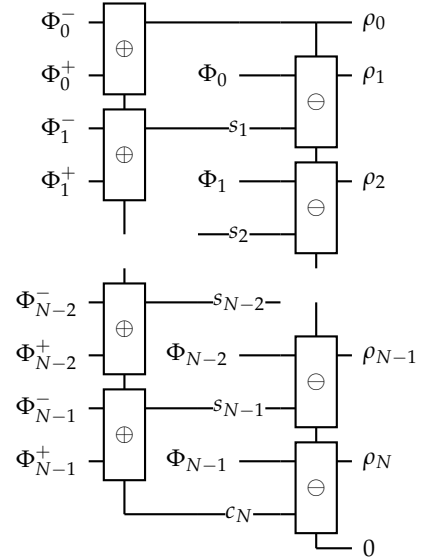 Φ₀⁻ ρ₀
⊕
Φ₀⁺ Φ₀ ρ₁
⊖
Φ₁⁻ s₁
⊕
Φ₁⁺ Φ₁ ρ₂
⊖
s₂
Φ_{N−2}⁻ s_{N−2}
⊕
Φ_{N−2}⁺ Φ_{N−2} ρ_{N−1}
⊖
Φ_{N−1}⁻ s_{N−1}
⊕
Φ_{N−1}⁺ Φ_{N−1} ρ_N
⊖
c_N
0